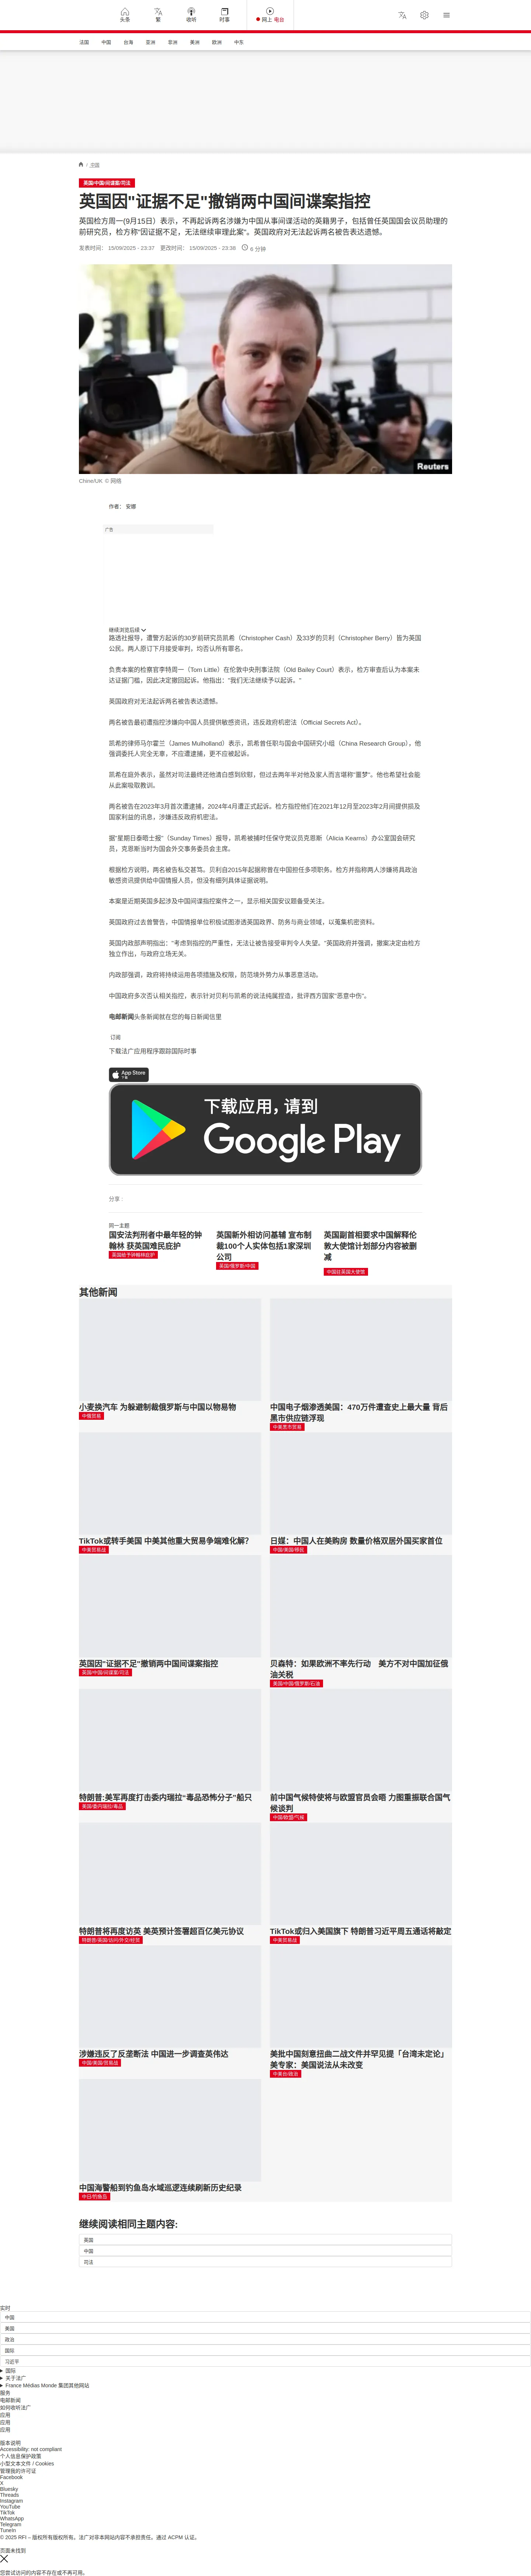 头条
繁
收听
时事
网上 电台
法国
中国
台海
亚洲
非洲
美洲
欧洲
中东
/ 中国
英国/中国/间谍案/司法
英国因"证据不足"撤销两中国间谍案指控
英国检方周一(9月15日）表示，不再起诉两名涉嫌为中国从事间谍活动的英籍男子，包括曾任英国国会议员助理的
前研究员，检方称"因证据不足，无法继续审理此案"。英国政府对无法起诉两名被告表达遗憾。
发表时间： 15/09/2025 - 23:37 更改时间： 15/09/2025 - 23:38 6 分钟
Reuters
Chine/UK © 网络
作者： 安娜
广告
继续浏览后续
路透社报导，遭警方起诉的30岁前研究员凯希（Christopher Cash）及33岁的贝利（Christopher Berry）皆为英国
公民。两人原订下月接受审判，均否认所有罪名。
负责本案的检察官李特周一（Tom Little）在伦敦中央刑事法院（Old Bailey Court）表示，检方审查后认为本案未
达证据门槛，因此决定撤回起诉。他指出："我们无法继续予以起诉。"
英国政府对无法起诉两名被告表达遗憾。
两名被告最初遭指控涉嫌向中国人员提供敏感资讯，违反政府机密法（Official Secrets Act）。
凯希的律师马尔霍兰（James Mulholland）表示，凯希曾任职与国会中国研究小组（China Research Group），他
强调委托人完全无辜，不应遭逮捕，更不应被起诉。
凯希在庭外表示，虽然对司法最终还他清白感到欣慰，但过去两年半对他及家人而言堪称"噩梦"。他也希望社会能
从此案吸取教训。
两名被告在2023年3月首次遭逮捕，2024年4月遭正式起诉。检方指控他们在2021年12月至2023年2月间提供损及
国家利益的讯息，涉嫌违反政府机密法。
据"星期日泰晤士报"（Sunday Times）报导，凯希被捕时任保守党议员克恩斯（Alicia Kearns）办公室国会研究
员，克恩斯当时为国会外交事务委员会主席。
根据检方说明，两名被告私交甚笃。贝利自2015年起据称曾在中国担任多项职务。检方并指称两人涉嫌将具政治
敏感资讯提供给中国情报人员，但没有细列具体证据说明。
本案是近期英国多起涉及中国间谍指控案件之一，显示相关国安议题备受关注。
英国政府过去曾警告，中国情报单位积极试图渗透英国政界、防务与商业领域，以蒐集机密资料。
英国内政部声明指出："考虑到指控的严重性，无法让被告接受审判令人失望。"英国政府并强调，撤案决定由检方
独立作出，与政府立场无关。
内政部强调，政府将持续运用各项措施及权限，防范境外势力从事恶意活动。
中国政府多次否认相关指控，表示针对贝利与凯希的说法纯属捏造，批评西方国家"恶意中伤"。
电邮新闻头条新闻就在您的每日新闻信里
订阅
下载法广应用程序跟踪国际时事
App Store
下载
下载应用，请到
Google Play
分享 :
同一主题
国安法判刑者中最年轻的钟翰林 获英国难民庇护
英国给予钟翰林庇护
英国新外相访问基辅 宣布制裁100个人实体包括1家深圳公司
英国/俄罗斯/中国
英国副首相要求中国解释伦敦大使馆计划部分内容被删减
中国驻英国大使馆
其他新闻
小麦换汽车 为躲避制裁俄罗斯与中国以物易物
中俄贸易
中国电子烟渗透美国：470万件遭查史上最大量 背后黑市供应链浮现
中美黑市贸易
TikTok或转手美国 中美其他重大贸易争端难化解?
中美贸易战
日媒：中国人在美购房 数量价格双居外国买家首位
中国/美国/移民
英国因"证据不足"撤销两中国间谍案指控
英国/中国/间谍案/司法
贝森特：如果欧洲不率先行动 美方不对中国加征俄油关税
美国/中国/俄罗斯/石油
特朗普:美军再度打击委内瑞拉"毒品恐怖分子"船只
美国/委内瑞拉/毒品
前中国气候特使将与欧盟官员会晤 力图重振联合国气候谈判
中国/欧盟/气候
特朗普将再度访英 美英预计签署超百亿美元协议
特朗普/英国/访问/外交/经贸
TikTok或归入美国旗下 特朗普习近平周五通话将敲定
中美贸易战
涉嫌违反了反垄断法 中国进一步调查英伟达
中国/美国/贸易战
美批中国刻意扭曲二战文件并罕见提「台湾未定论」美专家：美国说法从未改变
中美台/政治
中国海警船到钓鱼岛水域巡逻连续刷新历史纪录
中日/钓鱼岛
继续阅读相同主题内容:
英国
中国
司法
实时
中国
美国
政治
国际
习近平
国际
关于法广
France Médias Monde 集团其他网站
服务
电邮新闻
如何收听法广
应用
应用
应用
版本说明
Accessibility: not compliant
个人信息保护政策
小型文本文件 / Cookies
管理我的许可证
Facebook
X
Bluesky
Threads
Instagram
YouTube
TikTok
WhatsApp
Telegram
TuneIn
© 2025 RFI – 版权所有版权所有。法广对非本网站内容不承担责任。通过 ACPM 认证。
页面未找到
您尝试访问的内容不存在或不再可用。